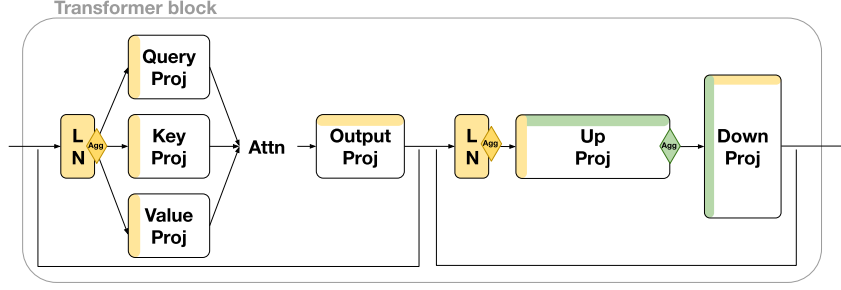 Transformer block
Query
Proj
L
N
Agg
Key
Proj
Attn
Value
Proj
Output
Proj
L
N
Agg
Up
Proj
Agg
Down
Proj